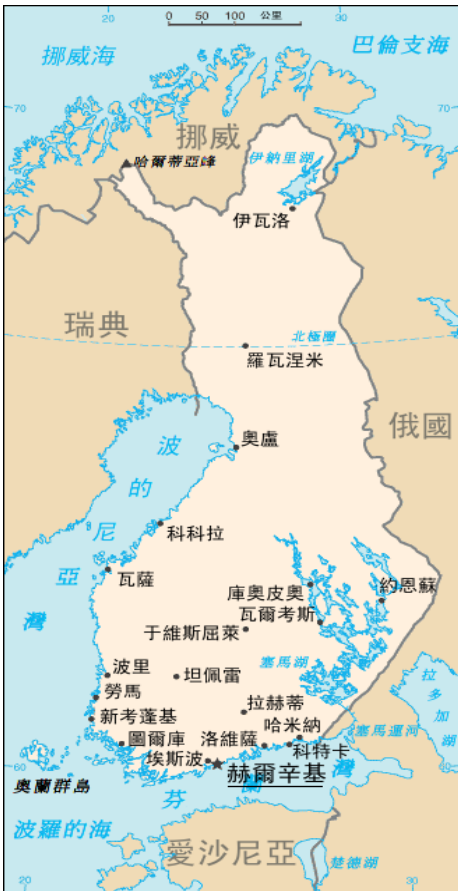 0 50 100 公里
20
30
挪威海
巴倫支海
70
70
挪威
哈爾蒂亞峰
伊納里湖
伊瓦洛
瑞典
北極圈
羅瓦涅米
俄國
奧盧
波的尼亞灣
科科拉
瓦薩
庫奧皮奧
約恩蘇
瓦爾考斯
于維斯屈萊
塞馬湖
波里
坦佩雷
拉多加湖
勞馬
拉赫蒂
新考蓬基
哈米納
塞馬運河
圖爾庫
洛維薩
科特卡
埃斯波
60
60
赫爾辛基
奧蘭群島
芬蘭灣
波羅的海
愛沙尼亞
楚德湖
20
30